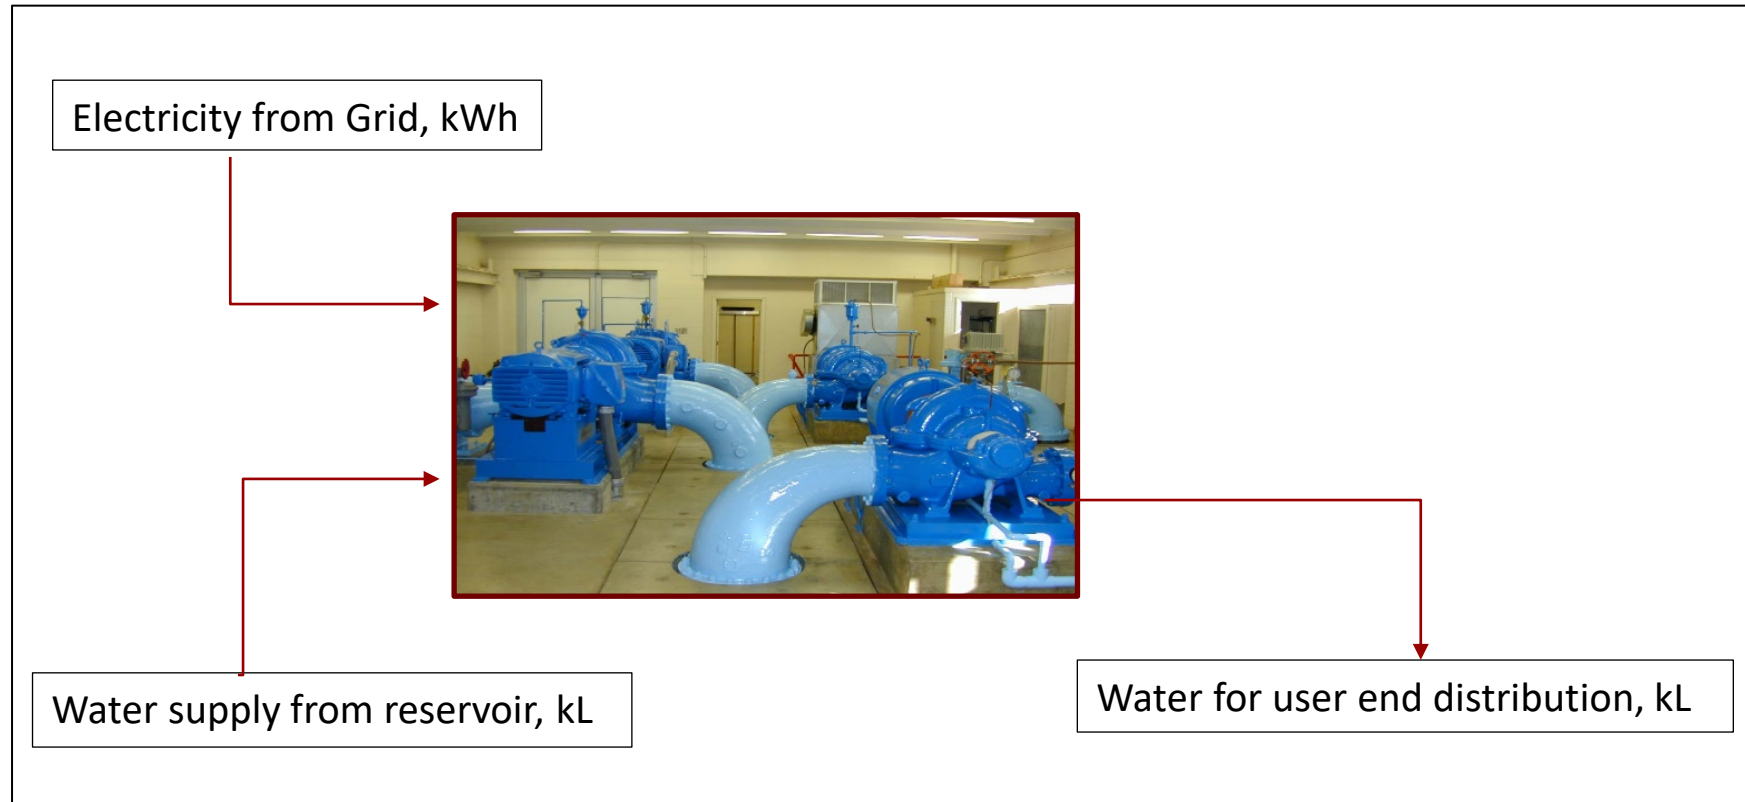 Electricity from Grid, kWh
Water supply from reservoir, kL
Water for user end distribution, kL